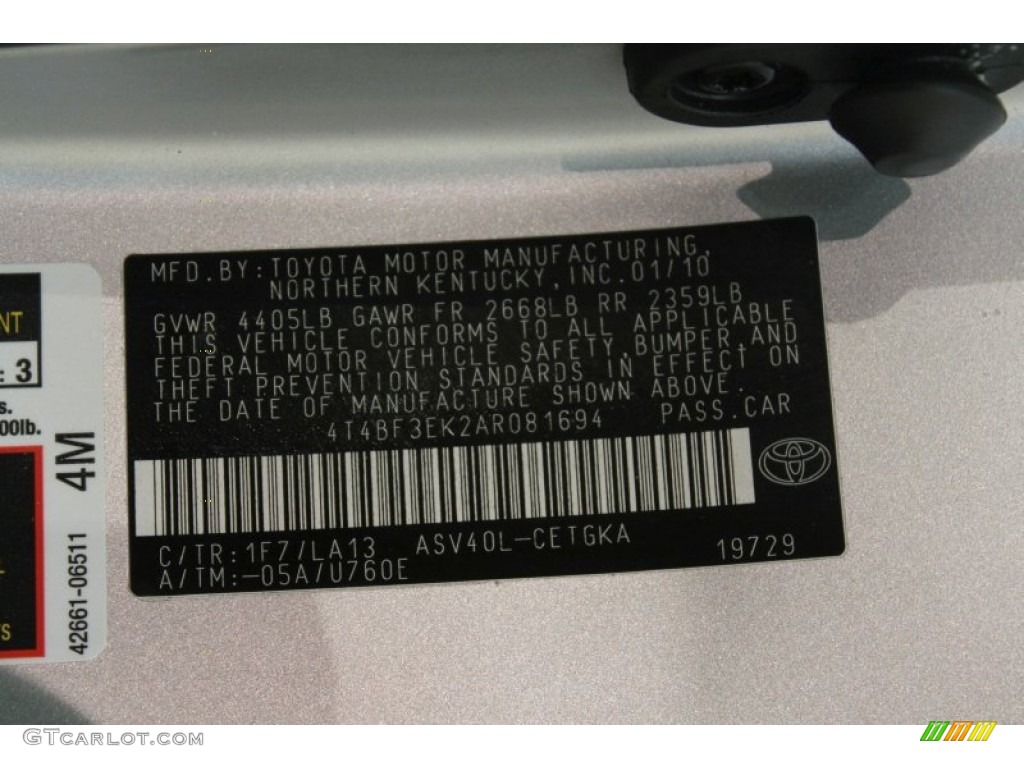 MFD. BY: TOYOTA MOTOR MANUFACTURING,
NORTHERN KENTUCKY, INC. 01/10
GVWR 4405LB GAWR FR 2668LB RR 2359LB
THIS VEHICLE CONFORMS TO ALL APPLICABLE
FEDERAL MOTOR VEHICLE SAFETY, BUMPER, AND
THEFT PREVENTION STANDARDS IN EFFECT ON
THE DATE OF MANUFACTURE SHOWN ABOVE.
4T4BF3EK2AR081694 PASS. CAR
C/TR: 1F7/LA13 ASV40L-CETGKA
A/TM: -05A/U760E 19729
NT
: 3
s.
00lb.
4M
42661-06511
TS
GTCARLOT.COM